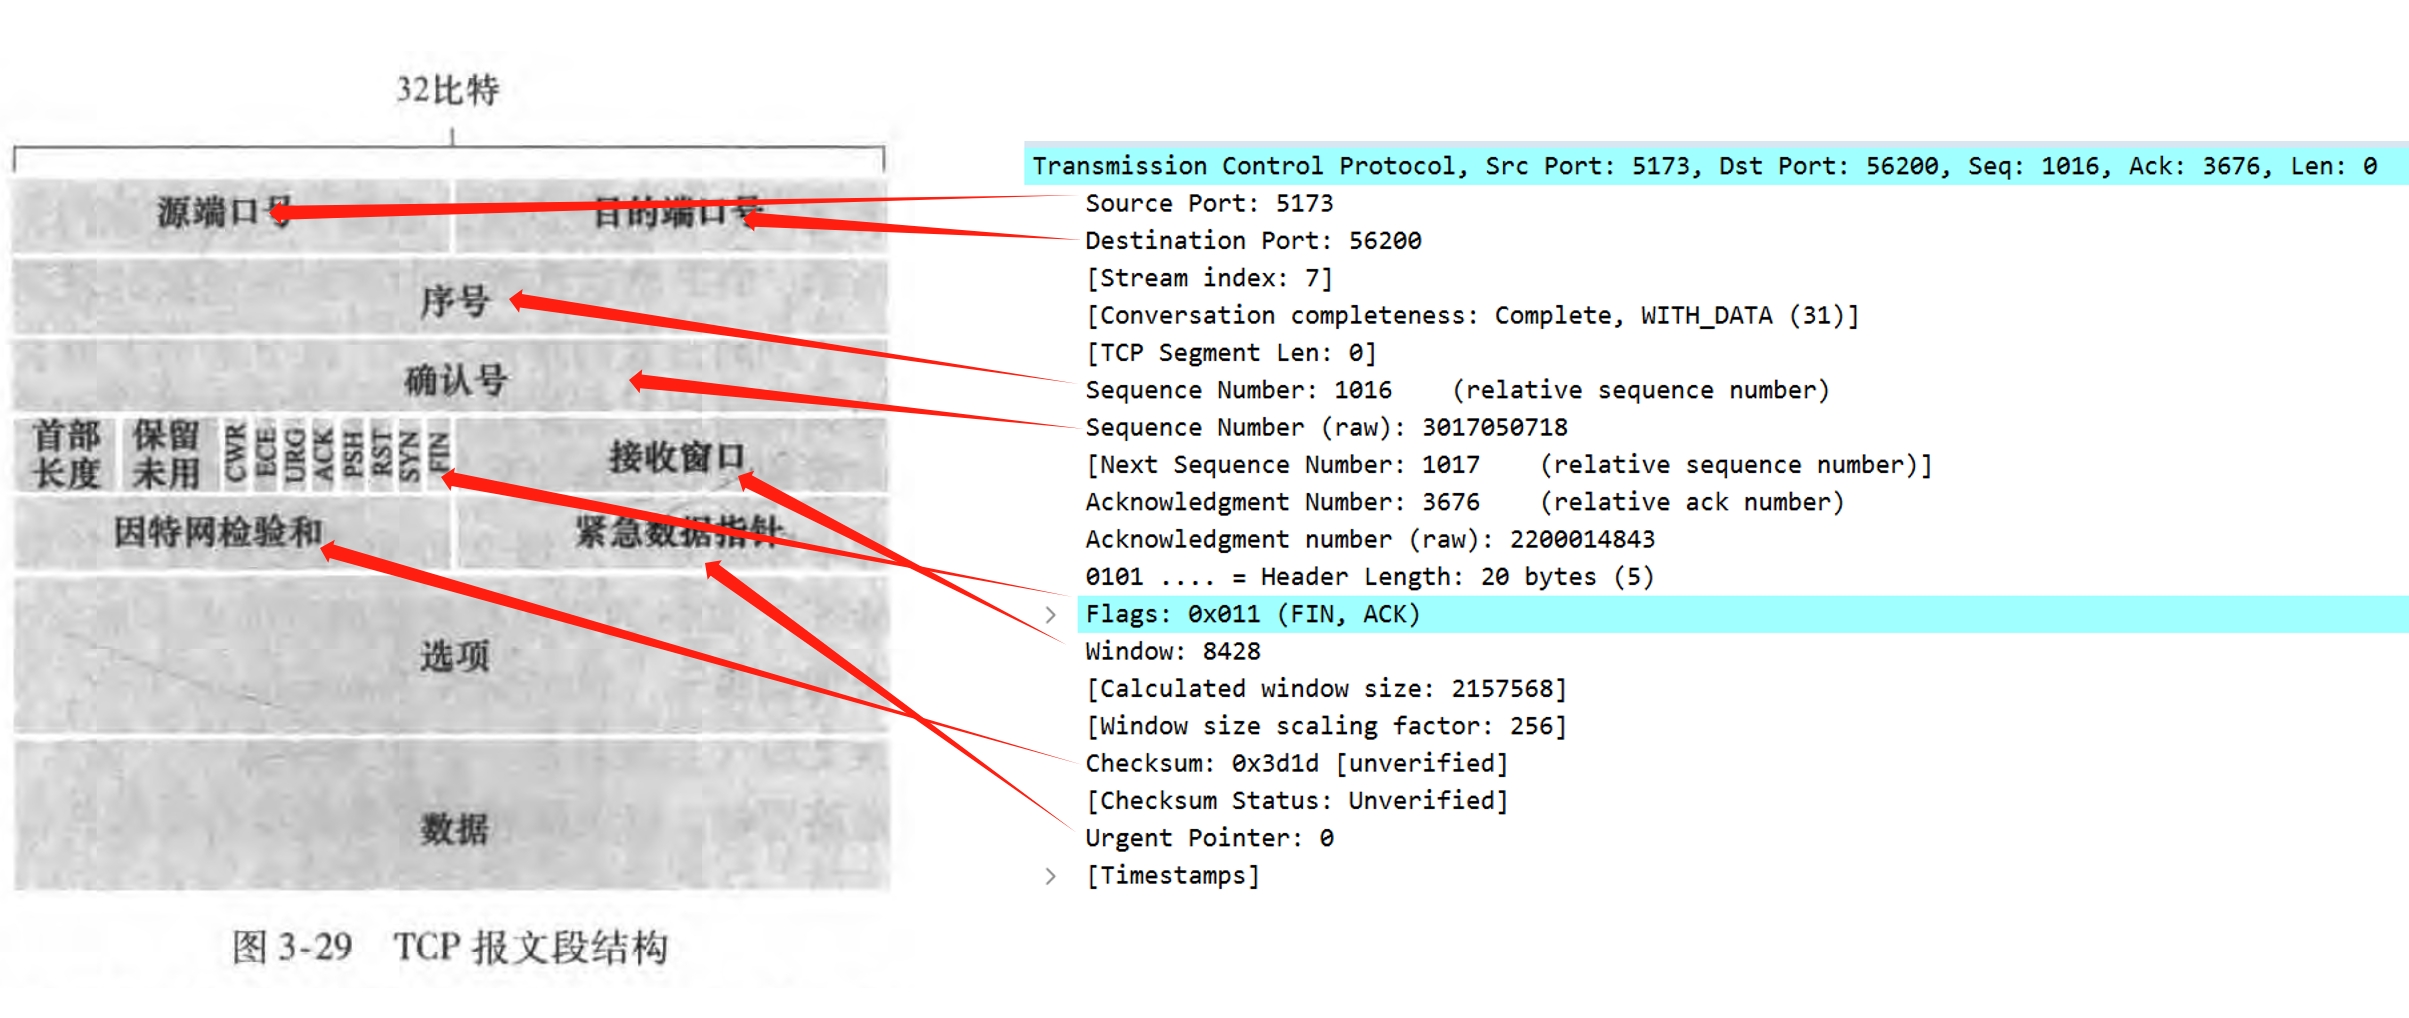 32比特
源端口号
目的端口号
序号
确认号
首部
长度
保留
未用
CWR
ECE
URG
ACK
PSH
RST
SYN
FIN
接收窗口
因特网检验和
紧急数据指针
选项
数据
图 3-29 TCP 报文段结构
Transmission Control Protocol, Src Port: 5173, Dst Port: 56200, Seq: 1016, Ack: 3676, Len: 0
Source Port: 5173
Destination Port: 56200
[Stream index: 7]
[Conversation completeness: Complete, WITH_DATA (31)]
[TCP Segment Len: 0]
Sequence Number: 1016 (relative sequence number)
Sequence Number (raw): 3017050718
[Next Sequence Number: 1017 (relative sequence number)]
Acknowledgment Number: 3676 (relative ack number)
Acknowledgment number (raw): 2200014843
0101 .... = Header Length: 20 bytes (5)
Flags: 0x011 (FIN, ACK)
Window: 8428
[Calculated window size: 2157568]
[Window size scaling factor: 256]
Checksum: 0x3d1d [unverified]
[Checksum Status: Unverified]
Urgent Pointer: 0
[Timestamps]